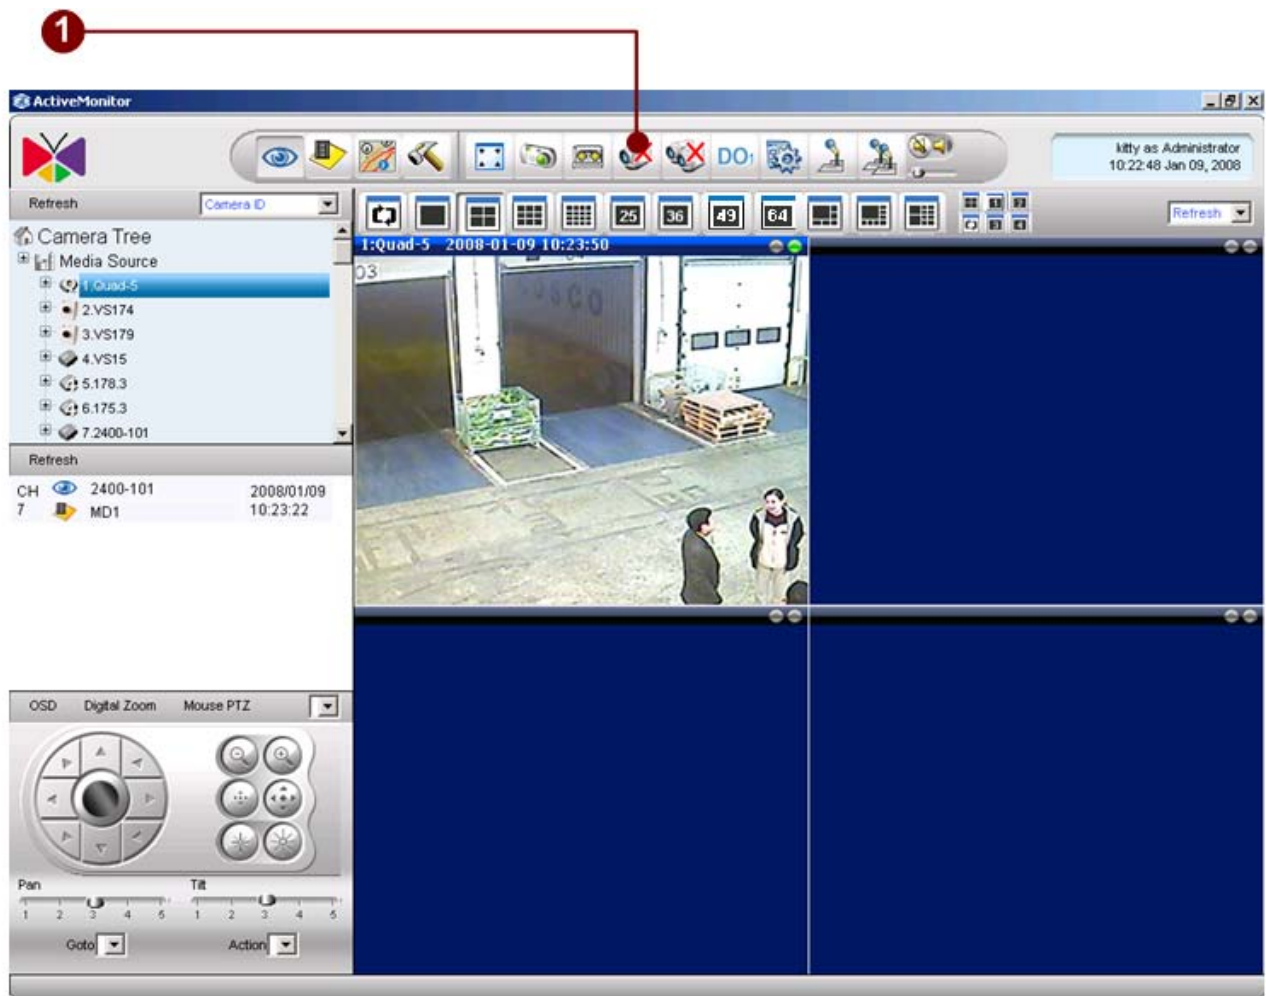 1
ActiveMonitor
DO1
kitty as Administrator
10:22:48 Jan 09, 2008
Refresh
Camera ID
25
36
49
64
Refresh
Camera Tree
Media Source
1.Quad-5
2.VS174
3.VS179
4.VS15
5.178.3
6.175.3
7.2400-101
1:Quad-5 2008-01-09 10:23:50
03
Refresh
CH 2400-101 2008/01/09
7 MD1 10:23:22
OSD Digital Zoom Mouse PTZ
Pan Tilt
1 2 3 4 5 1 2 3 4 5
Goto Action